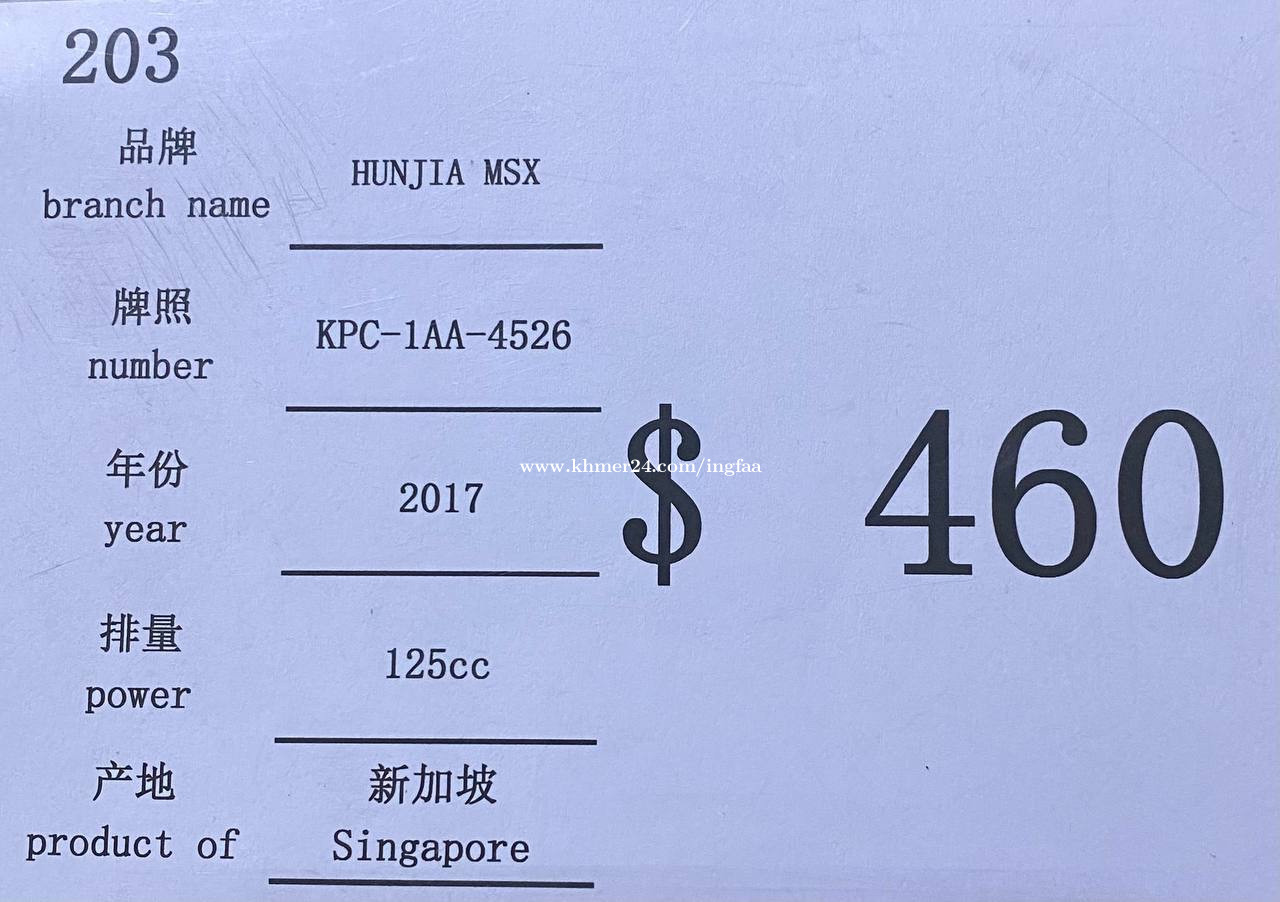 203
品牌
branch name
HUNJIA MSX
牌照
number
KPC-1AA-4526
年份
year
2017
排量
power
125cc
产地
product of
新加坡
Singapore
$ 460
www.khmer24.com/ingfaa